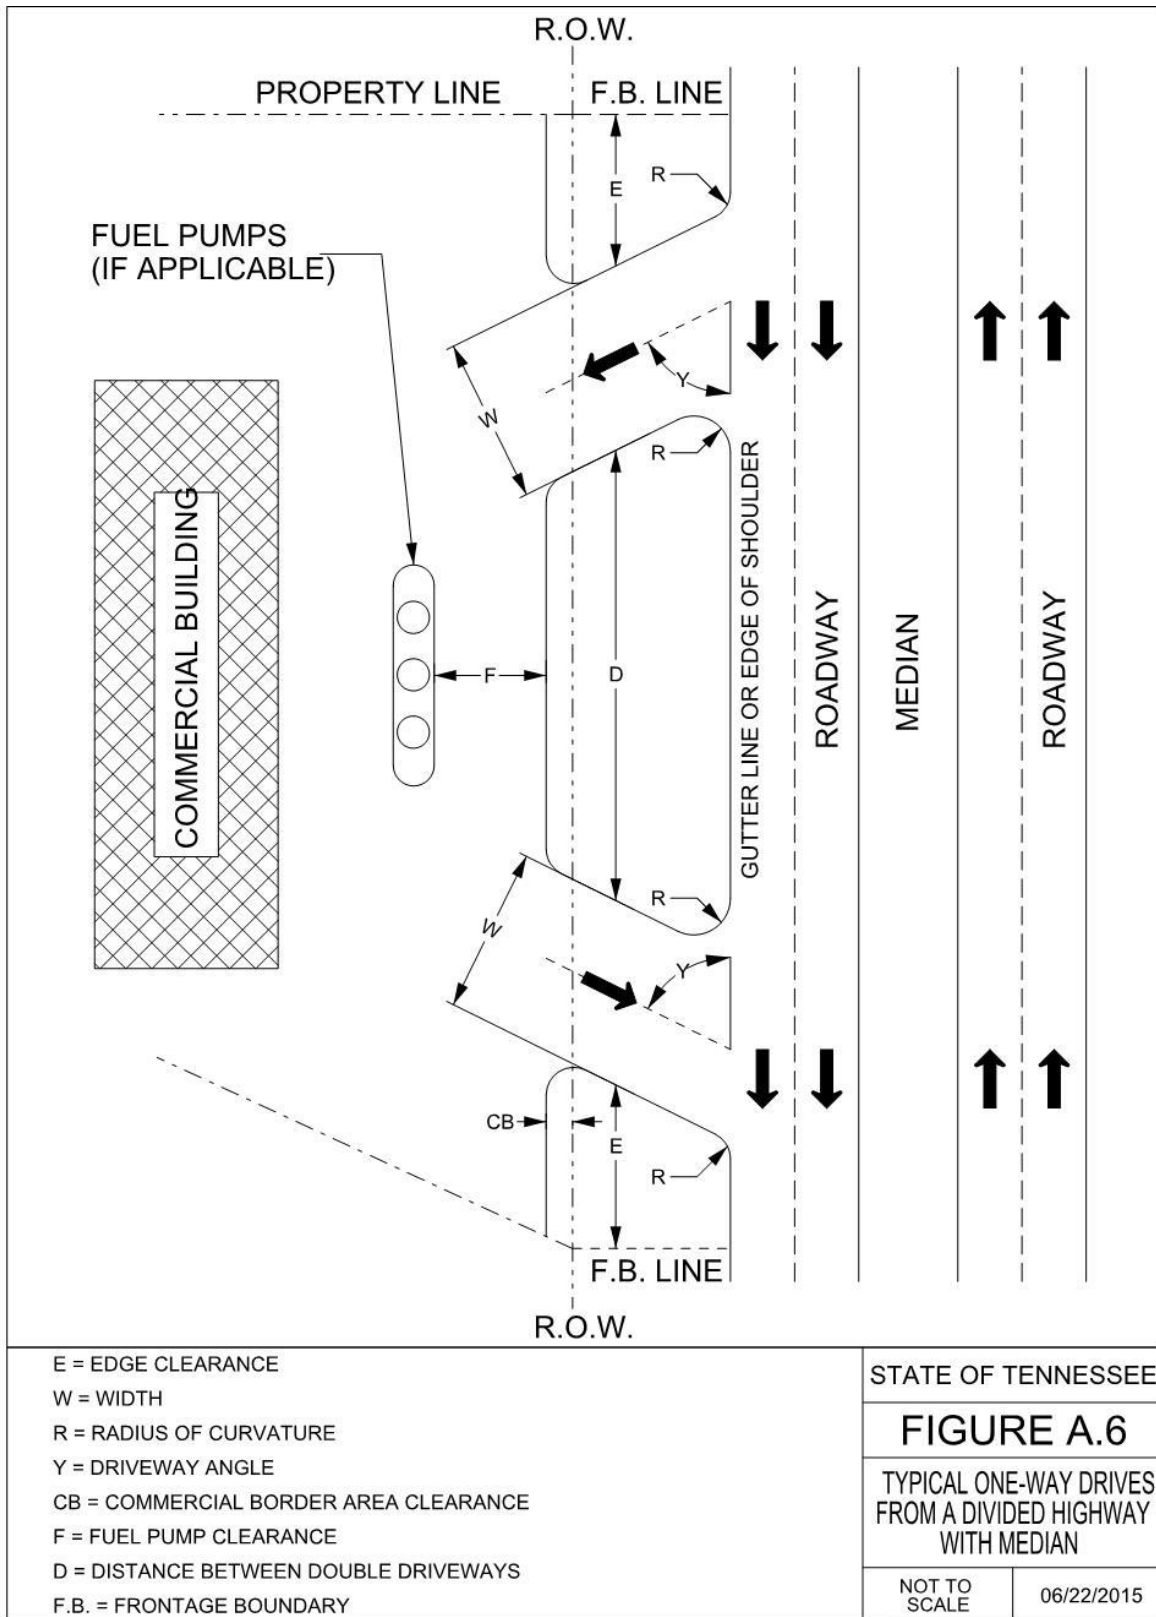 R.O.W.
PROPERTY LINE
F.B. LINE
E
R
FUEL PUMPS
(IF APPLICABLE)
Y
W
R
COMMERCIAL BUILDING
F
D
GUTTER LINE OR EDGE OF SHOULDER
ROADWAY
MEDIAN
ROADWAY
R
W
Y
CB
E
R
F.B. LINE
R.O.W.
E = EDGE CLEARANCE
W = WIDTH
R = RADIUS OF CURVATURE
Y = DRIVEWAY ANGLE
CB = COMMERCIAL BORDER AREA CLEARANCE
F = FUEL PUMP CLEARANCE
D = DISTANCE BETWEEN DOUBLE DRIVEWAYS
F.B. = FRONTAGE BOUNDARY
STATE OF TENNESSEE
FIGURE A.6
TYPICAL ONE-WAY DRIVES
FROM A DIVIDED HIGHWAY
WITH MEDIAN
NOT TO
SCALE
06/22/2015